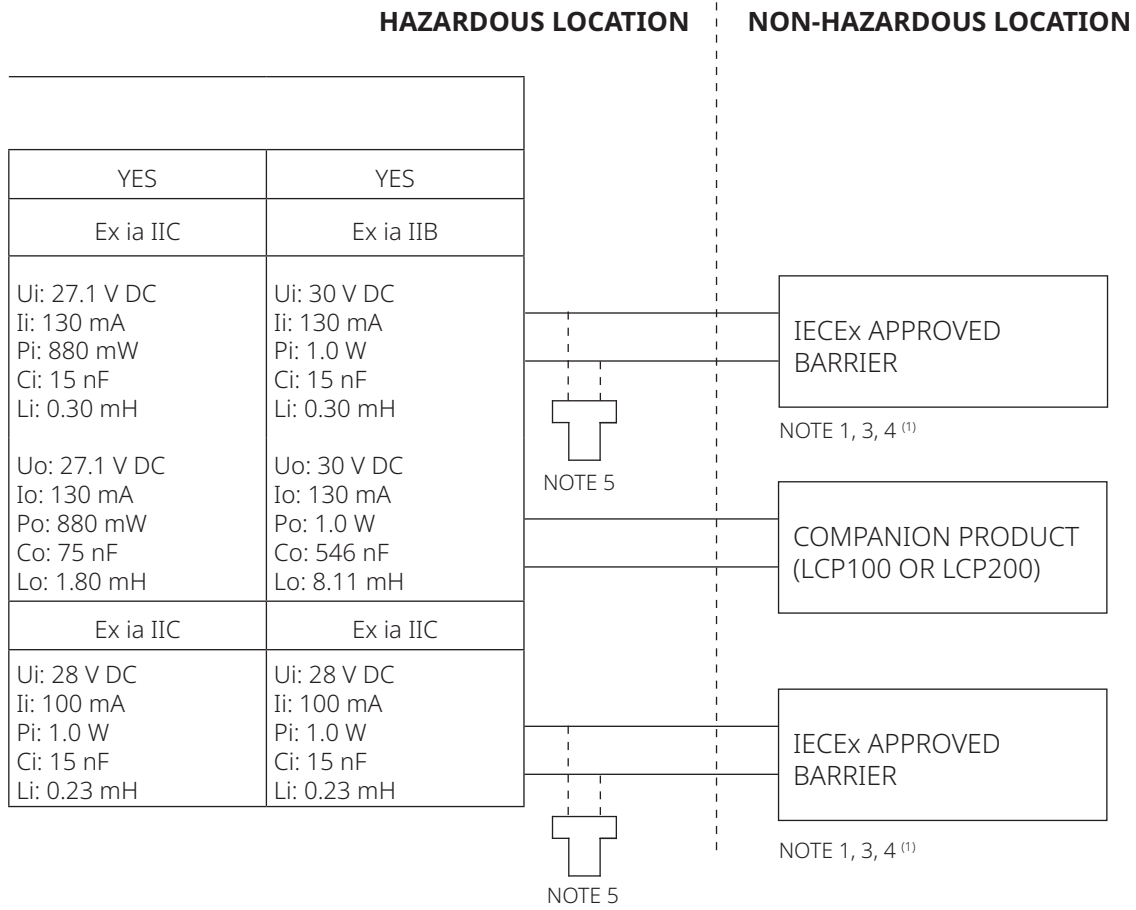 HAZARDOUS LOCATION
NON-HAZARDOUS LOCATION
YES
YES
Ex ia IIC
Ex ia IIB
Ui: 27.1 V DC
Ii: 130 mA
Pi: 880 mW
Ci: 15 nF
Li: 0.30 mH
Uo: 27.1 V DC
Io: 130 mA
Po: 880 mW
Co: 75 nF
Lo: 1.80 mH
Ui: 30 V DC
Ii: 130 mA
Pi: 1.0 W
Ci: 15 nF
Li: 0.30 mH
Uo: 30 V DC
Io: 130 mA
Po: 1.0 W
Co: 546 nF
Lo: 8.11 mH
Ex ia IIC
Ex ia IIC
Ui: 28 V DC
Ii: 100 mA
Pi: 1.0 W
Ci: 15 nF
Li: 0.23 mH
Ui: 28 V DC
Ii: 100 mA
Pi: 1.0 W
Ci: 15 nF
Li: 0.23 mH
NOTE 5
IECEx APPROVED
BARRIER
NOTE 1, 3, 4 (1)
COMPANION PRODUCT
(LCP100 OR LCP200)
IECEx APPROVED
BARRIER
NOTE 1, 3, 4 (1)
NOTE 5